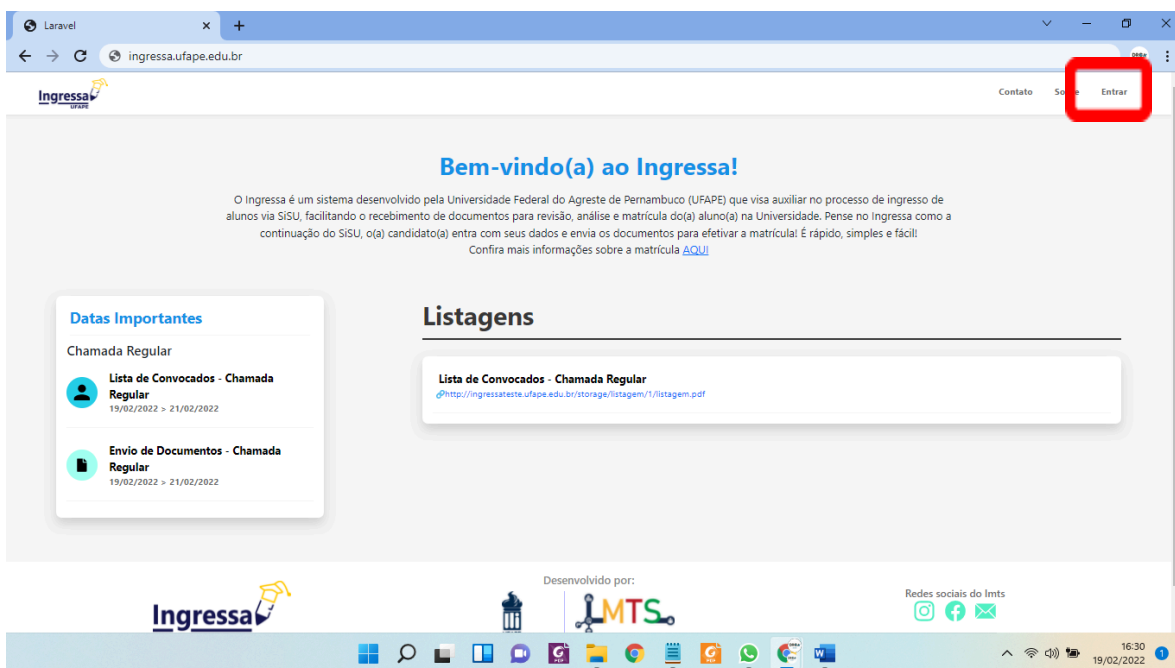 Laravel
ingressa.ufape.edu.br
Ingressa
UFAPE
Contato
Entrar
Bem-vindo(a) ao Ingressa!
O Ingressa é um sistema desenvolvido pela Universidade Federal do Agreste de Pernambuco (UFAPE) que visa auxiliar no processo de ingresso de
alunos via SiSU, facilitando o recebimento de documentos para revisão, análise e matrícula do(a) aluno(a) na Universidade. Pense no Ingressa como a
continuação do SiSU, o(a) candidato(a) entra com seus dados e envia os documentos para efetivar a matrícula! É rápido, simples e fácil!
Confira mais informações sobre a matrícula AQUI
Datas Importantes
Chamada Regular
Lista de Convocados - Chamada
Regular
19/02/2022 > 21/02/2022
Envio de Documentos - Chamada
Regular
19/02/2022 > 21/02/2022
Listagens
Lista de Convocados - Chamada Regular
http://ingressateste.ufape.edu.br/storage/listagem/1/listagem.pdf
Ingressa
Desenvolvido por:
LMTS
Redes sociais do lmts
16:30
19/02/2022
1